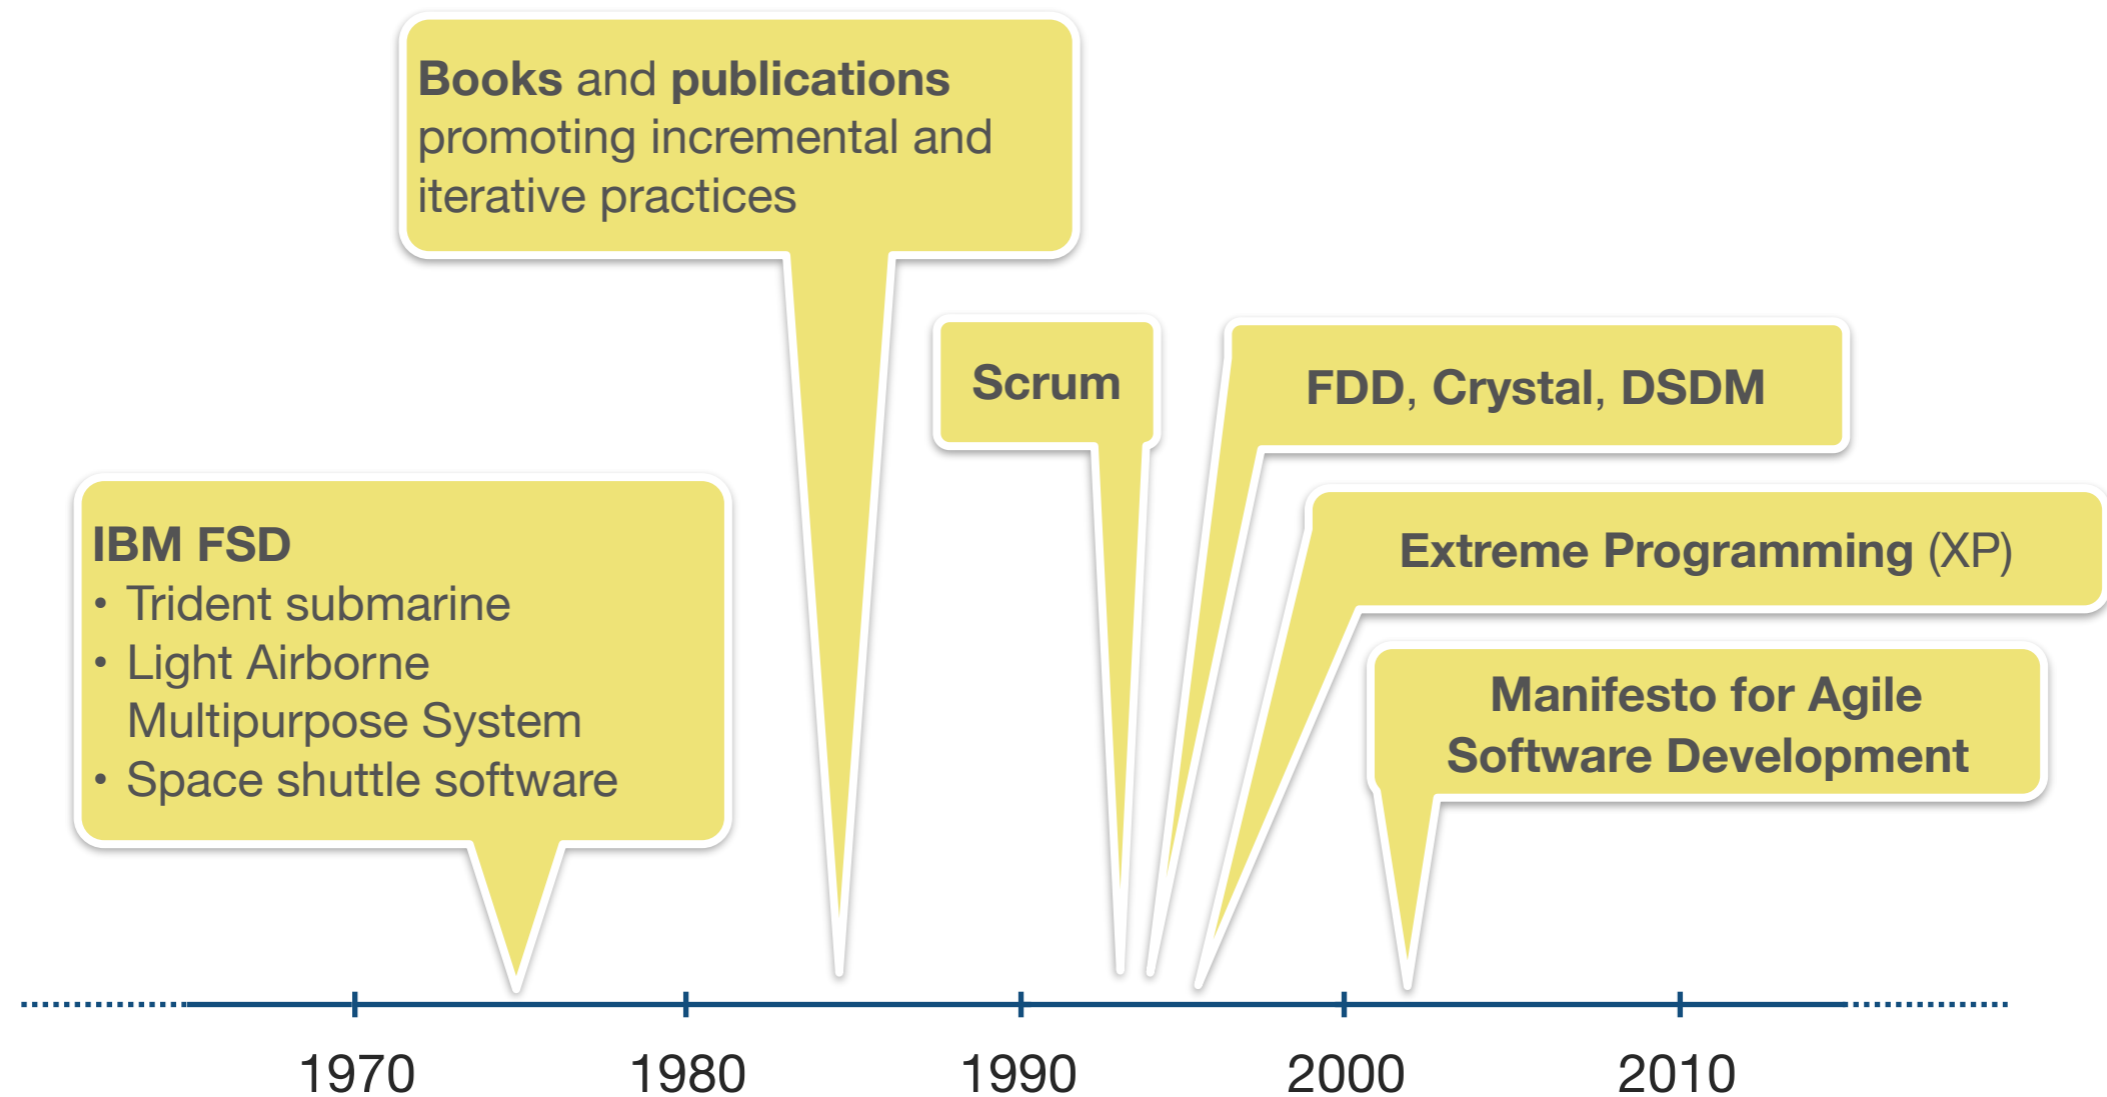 Books and publications
promoting incremental and
iterative practices
Scrum
FDD, Crystal, DSDM
IBM FSD
• Trident submarine
• Light Airborne
Multipurpose System
• Space shuttle software
Extreme Programming (XP)
Manifesto for Agile
Software Development
1970
1980
1990
2000
2010